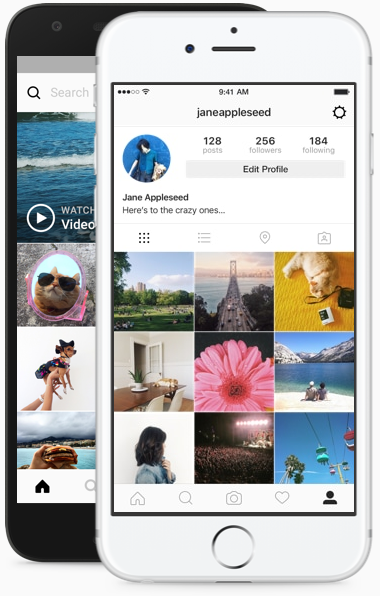 Search
WATCH
Video
9:41 AM
janeappleseed
128
posts
256
followers
184
following
Edit Profile
Jane Appleseed
Here's to the crazy ones...